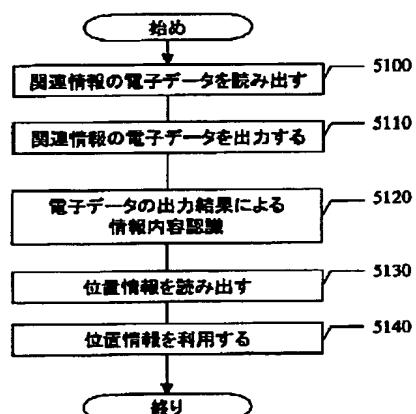 始め
関連情報の電子データを読み出す
5100
関連情報の電子データを出力する
5110
電子データの出力結果による
情報内容認識
5120
位置情報を読み出す
5130
位置情報を利用する
5140
終り